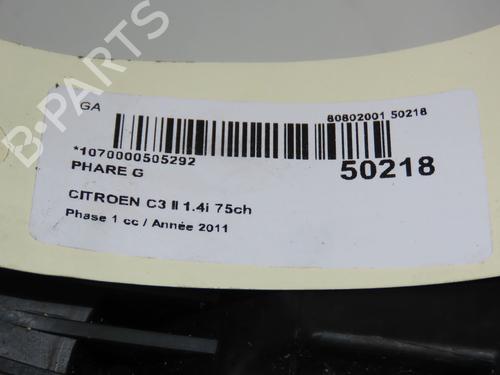 GA
80802001 50218
*1070000505292
50218
PHARE G
CITROEN C3 II 1.4i 75ch
Phase 1 cc / Année 2011
B-PARTS